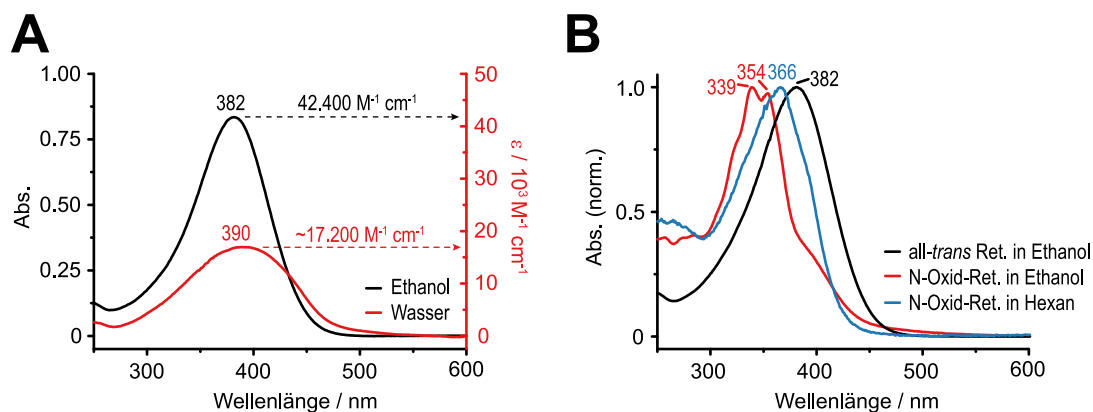 A
1.00
0.75
0.50
0.25
0
Abs.
50
40
30
20
10
0
ε / 10³ M⁻¹ cm⁻¹
382
42.400 M⁻¹ cm⁻¹
390
~17.200 M⁻¹ cm⁻¹
Ethanol
Wasser
300
400
500
600
Wellenlänge / nm
B
1.0
0.5
0
Abs. (norm.)
339
354
366
382
all-trans Ret. in Ethanol
N-Oxid-Ret. in Ethanol
N-Oxid-Ret. in Hexan
300
400
500
600
Wellenlänge / nm